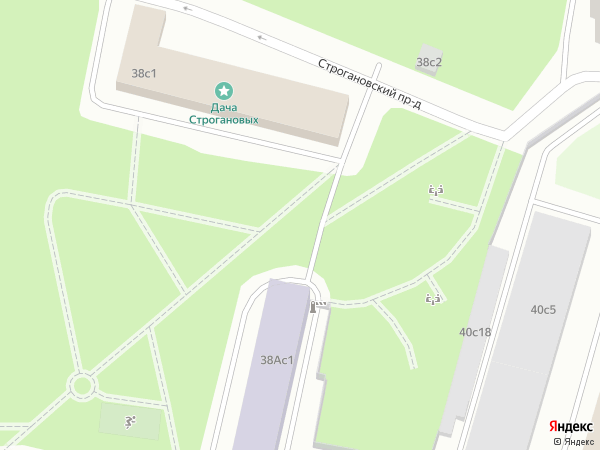 38с2
38с1
Строгановский пр-д
Дача
Строгановых
40с5
40с18
38Ас1
Яндекс
© Яндекс